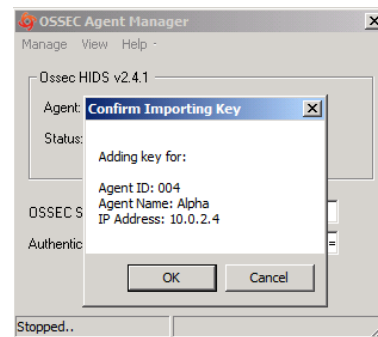 OSSEC Agent Manager
Manage View Help -
Ossec HIDS v2.4.1
Agent:
Confirm Importing Key
Status:
Adding key for:
Agent ID: 004
Agent Name: Alpha
IP Address: 10.0.2.4
OSSEC S
Authentic
=
OK Cancel
Stopped..